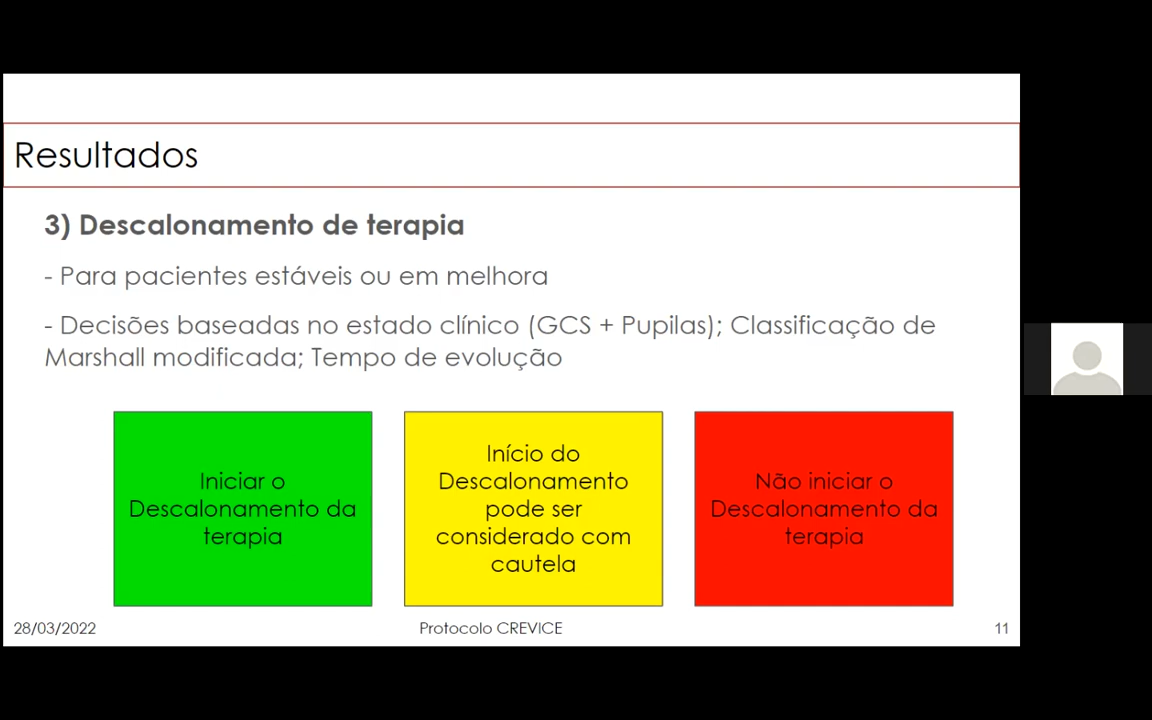 Resultados
3) Descalonamento de terapia
- Para pacientes estáveis ou em melhora
- Decisões baseadas no estado clínico (GCS + Pupilas); Classificação de
Marshall modificada; Tempo de evolução
Iniciar o
Descalonamento da
terapia
Início do
Descalonamento
pode ser
considerado com
cautela
Não iniciar o
Descalonamento da
terapia
28/03/2022
Protocolo CREVICE
11